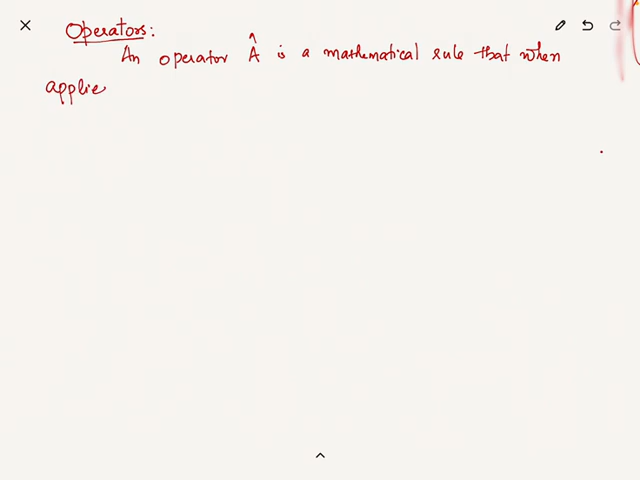 Operators:
An operator Â is a mathematical rule that when
applie